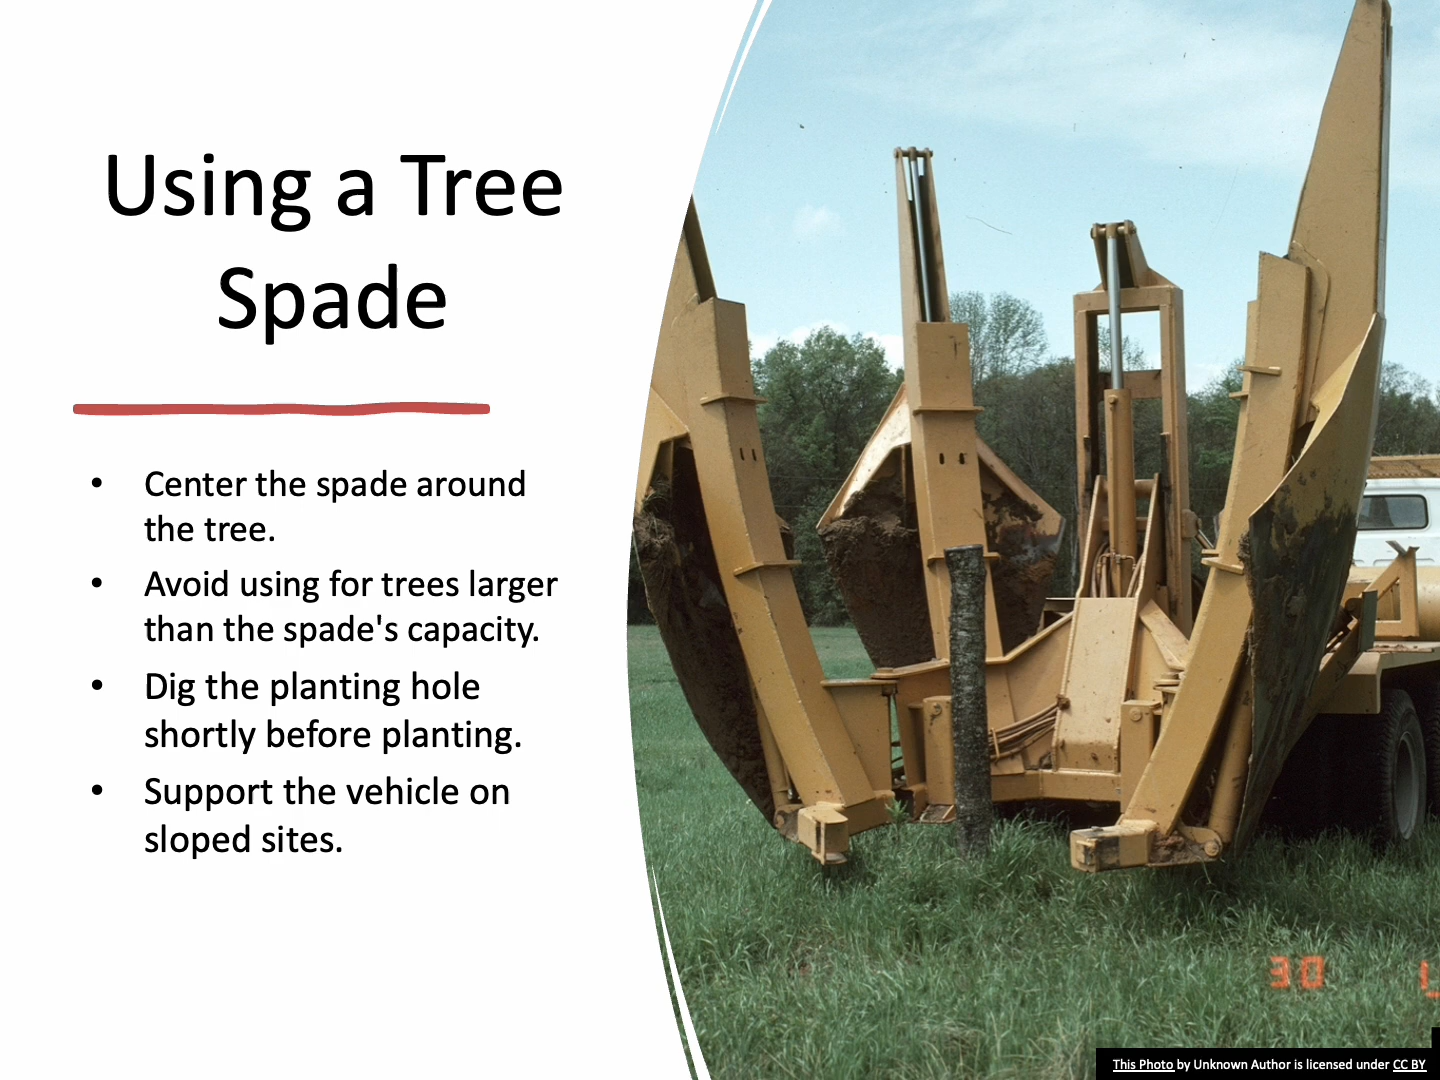 Using a Tree
Spade
• Center the spade around
the tree.
• Avoid using for trees larger
than the spade's capacity.
• Dig the planting hole
shortly before planting.
• Support the vehicle on
sloped sites.
30
This Photo by Unknown Author is licensed under CC BY